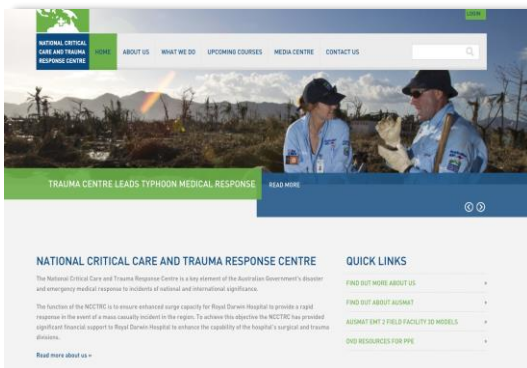 LOGIN
NATIONAL CRITICAL
CARE AND TRAUMA
RESPONSE CENTRE
HOME
ABOUT US
WHAT WE DO
UPCOMING COURSES
MEDIA CENTRE
CONTACT US
TRAUMA CENTRE LEADS TYPHOON MEDICAL RESPONSE
READ MORE
NATIONAL CRITICAL CARE AND TRAUMA RESPONSE CENTRE
The National Critical Care and Trauma Response Centre is a key element of the Australian Government's disaster
and emergency medical response to incidents of national and international significance.
The function of the NCCTRC is to ensure enhanced surge capacity for Royal Darwin Hospital to provide a rapid
response in the event of a mass casualty incident in the region. To achieve this objective the NCCTRC has provided
significant financial support to Royal Darwin Hospital to enhance the capability of the hospital's surgical and trauma
divisions.
Read more about us »
QUICK LINKS
FIND OUT MORE ABOUT US
FIND OUT ABOUT AUSMAT
AUSMAT EMT 2 FIELD FACILITY 3D MODELS
DVD RESOURCES FOR PPE